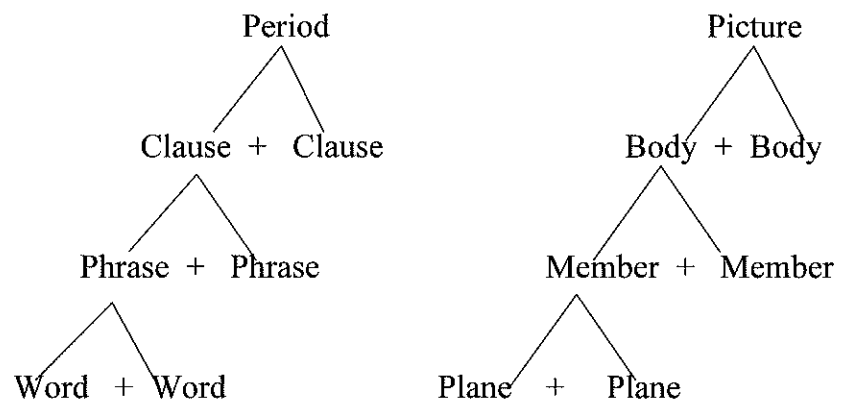 Period Picture
Clause + Clause Body + Body
Phrase + Phrase Member + Member
Word + Word Plane + Plane